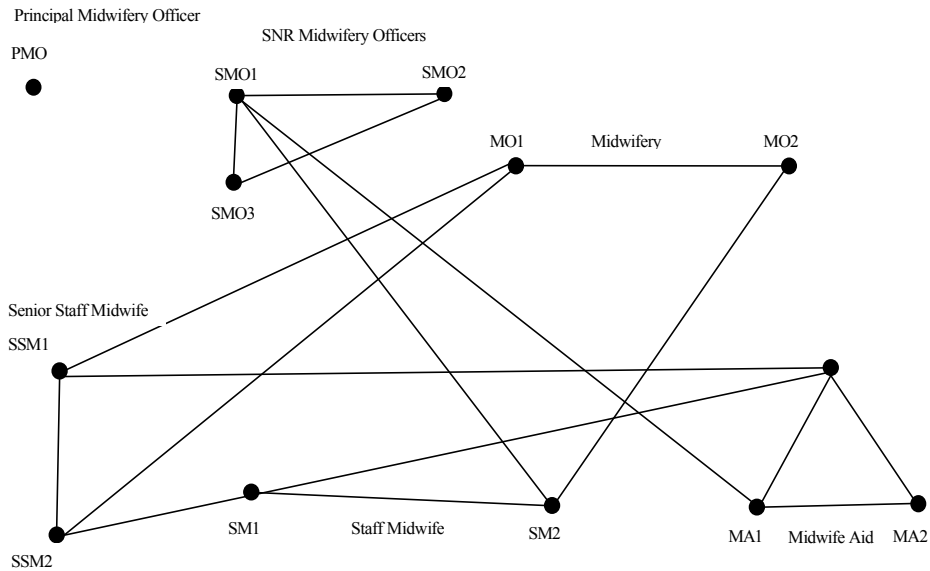 Principal Midwifery Officer
PMO
SNR Midwifery Officers
SMO1
SMO2
MO1
Midwifery
MO2
SMO3
Senior Staff Midwife
SSM1
SM1
Staff Midwife
SM2
MA1
Midwife Aid
MA2
SSM2